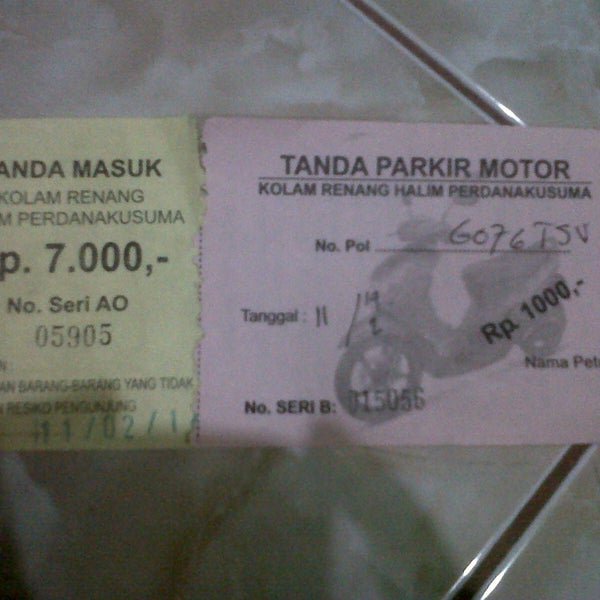 ANDA MASUK
KOLAM RENANG
M PERDANAKUSUMA
p. 7.000,-
No. Seri AO
05905
AN BARANG-BARANG YANG TIDAK
N RESIKO PENGUNJUNG
11/02/1
TANDA PARKIR MOTOR
KOLAM RENANG HALIM PERDANAKUSUMA
No. Pol 6076 TSV
Tanggal : 11
Rp. 1000,-
Nama Pet
No. SERI B: 015056